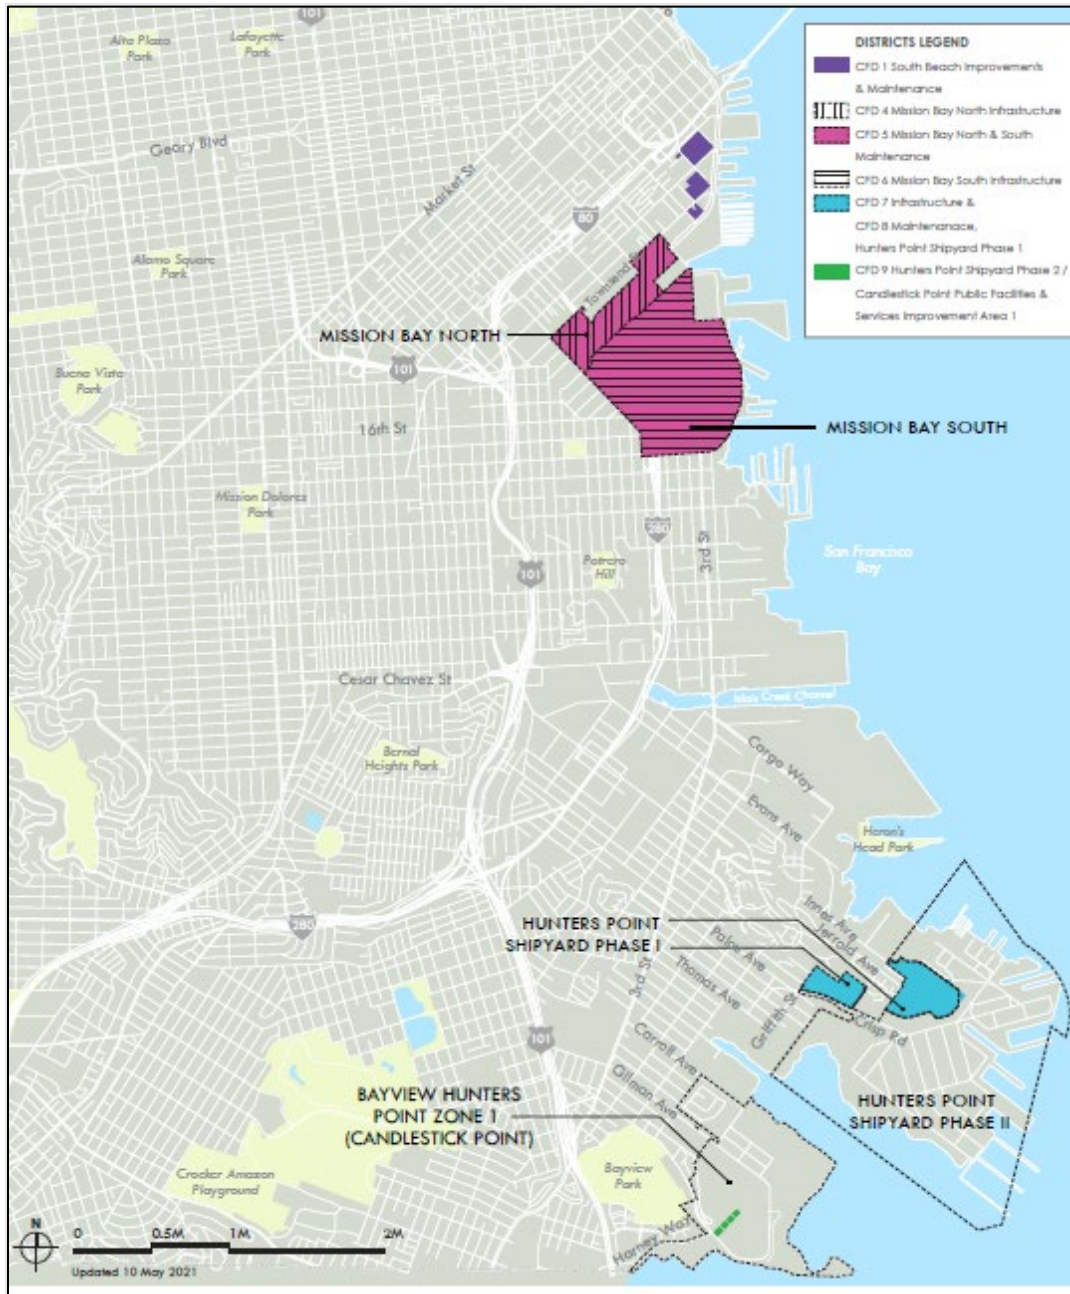 101
Alta Plaza
Park
Lafayette
Park
DISTRICTS LEGEND
CFD 1 South Beach Improvements
& Maintenance
CFD 4 Mission Bay North Infrastructure
CFD 5 Mission Bay North & South
Maintenance
CFD 6 Mission Bay South Infrastructure
CFD 7 Infrastructure &
CFD 8 Maintenanace,
Hunters Point Shipyard Phase 1
CFD 9 Hunters Point Shipyard Phase 2 /
Candlestick Point Public Facilities &
Services Improvement Area 1
Geary Blvd
Market St
80
Alamo Square
Park
Townsend St
MISSION BAY NORTH
101
Buena Vista
Park
16th St
MISSION BAY SOUTH
Mission Dolores
Park
280
3rd St
San Francisco
Bay
Potrero
Hill
101
Cesar Chavez St
Islais Creek Channel
Bernal
Heights Park
Cargo Way
Evans Ave
Heron's
Head Park
280
HUNTERS POINT
SHIPYARD PHASE I
Innes Ave
Jerrold Ave
Palou Ave
Thomas Ave
3rd St
Griffith St
Crisp Rd
101
Carroll Ave
Gilman Ave
BAYVIEW HUNTERS
POINT ZONE 1
(CANDLESTICK POINT)
HUNTERS POINT
SHIPYARD PHASE II
Crocker Amazon
Playground
Bayview
Park
Harney Way
N
0 0.5M 1M 2M
Updated 10 May 2021